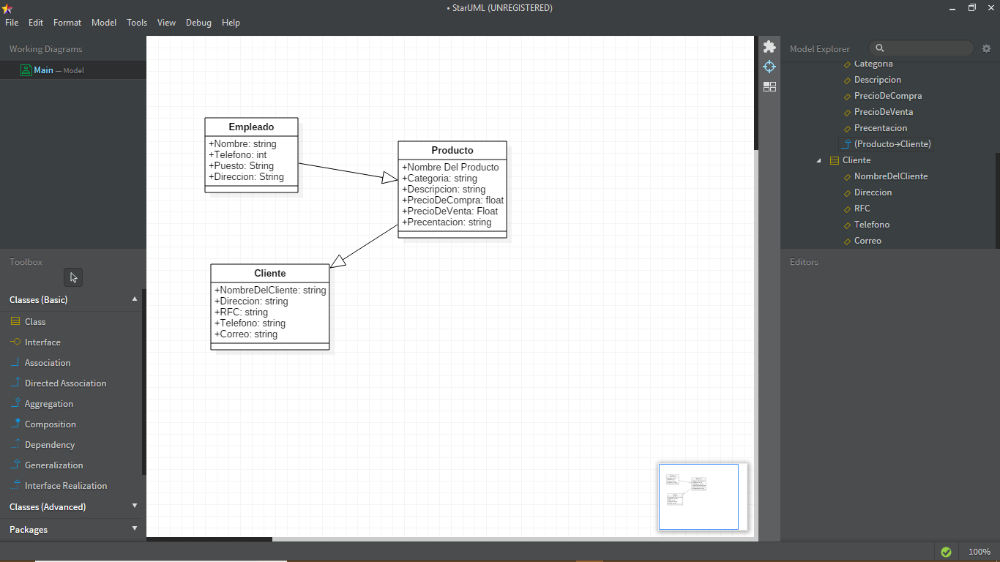 • StarUML (UNREGISTERED)
File Edit Format Model Tools View Debug Help
Working Diagrams
Main — Model
Toolbox
Classes (Basic)
Class
Interface
Association
Directed Association
Aggregation
Composition
Dependency
Generalization
Interface Realization
Classes (Advanced)
Packages
Empleado
+Nombre: string
+Telefono: int
+Puesto: String
+Direccion: String
Producto
+Nombre Del Producto
+Categoria: string
+Descripcion: string
+PrecioDeCompra: float
+PrecioDeVenta: Float
+Precentacion: string
Cliente
+NombreDelCliente: string
+Direccion: string
+RFC: string
+Telefono: string
+Correo: string
Model Explorer
Categoria
Descripcion
PrecioDeCompra
PrecioDeVenta
Precentacion
(Producto→Cliente)
Cliente
NombreDelCliente
Direccion
RFC
Telefono
Correo
Editors
100%